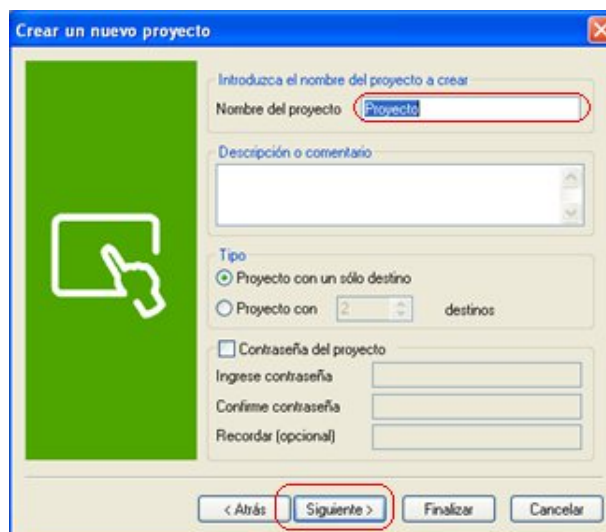 Crear un nuevo proyecto
Introduzca el nombre del proyecto a crear
Nombre del proyecto Proyecto
Descripción o comentario
Tipo
Proyecto con un sólo destino
Proyecto con 2 destinos
Contraseña del proyecto
Ingrese contraseña
Confirme contraseña
Recordar (opcional)
< Atrás Siguiente > Finalizar Cancelar